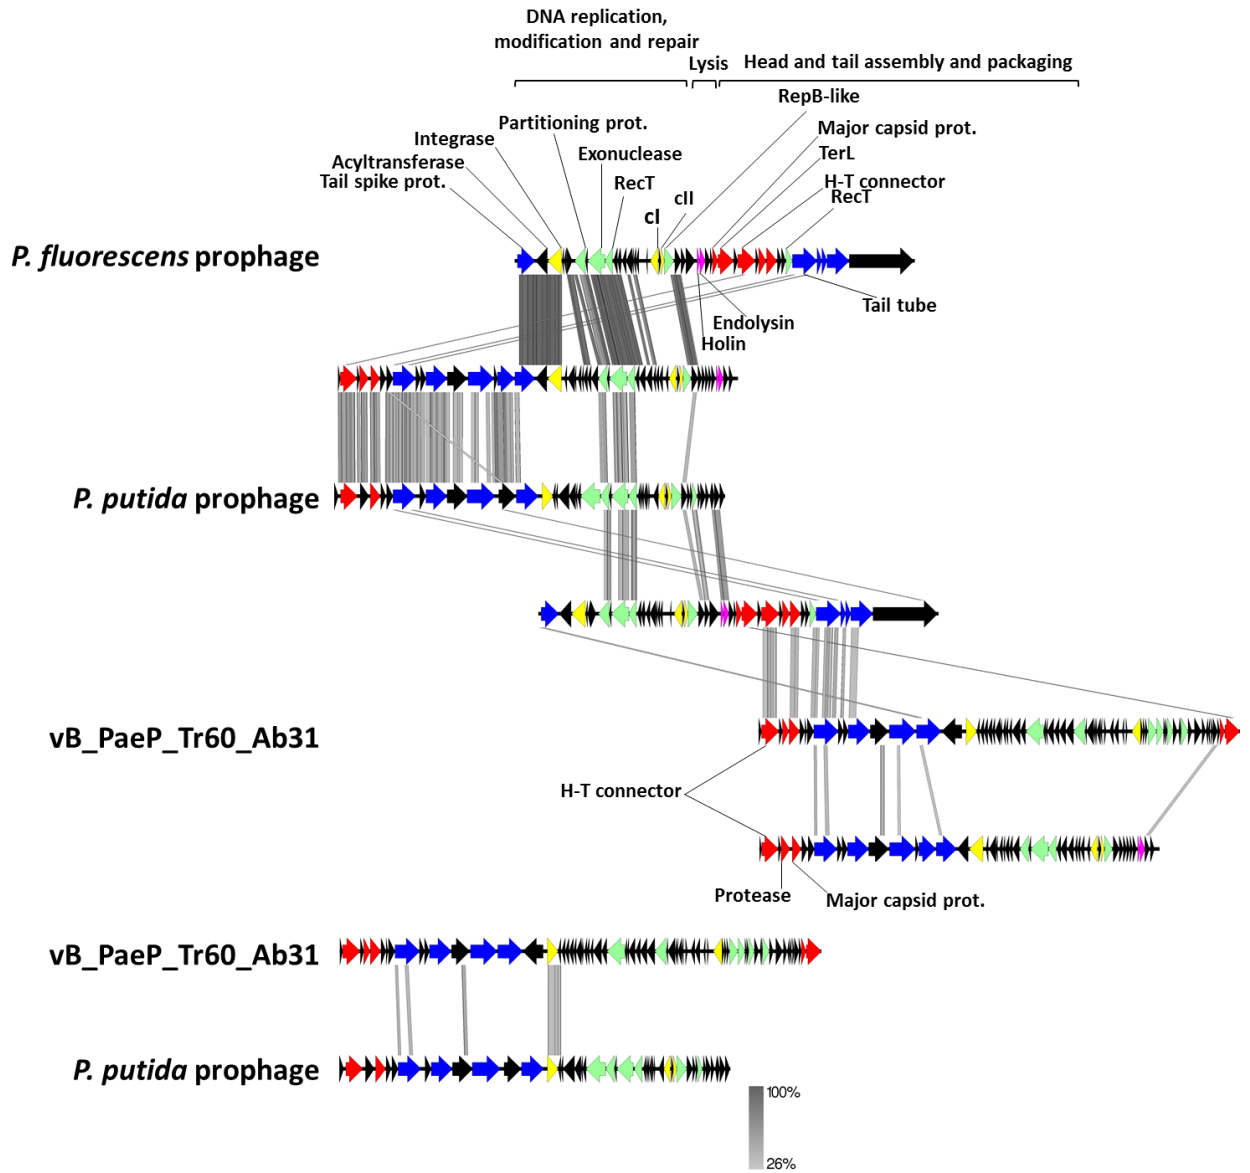 DNA replication,
modification and repair
Lysis
Head and tail assembly and packaging
RepB-like
Partitioning prot.
Major capsid prot.
Integrase
Exonuclease
TerL
Acyltransferase
Tail spike prot.
RecT
H-T connector
cII
RecT
cI
P. fluorescens prophage
Tail tube
Endolysin
Holin
P. putida prophage
vB_PaeP_Tr60_Ab31
H-T connector
Protease
Major capsid prot.
vB_PaeP_Tr60_Ab31
P. putida prophage
100%
26%